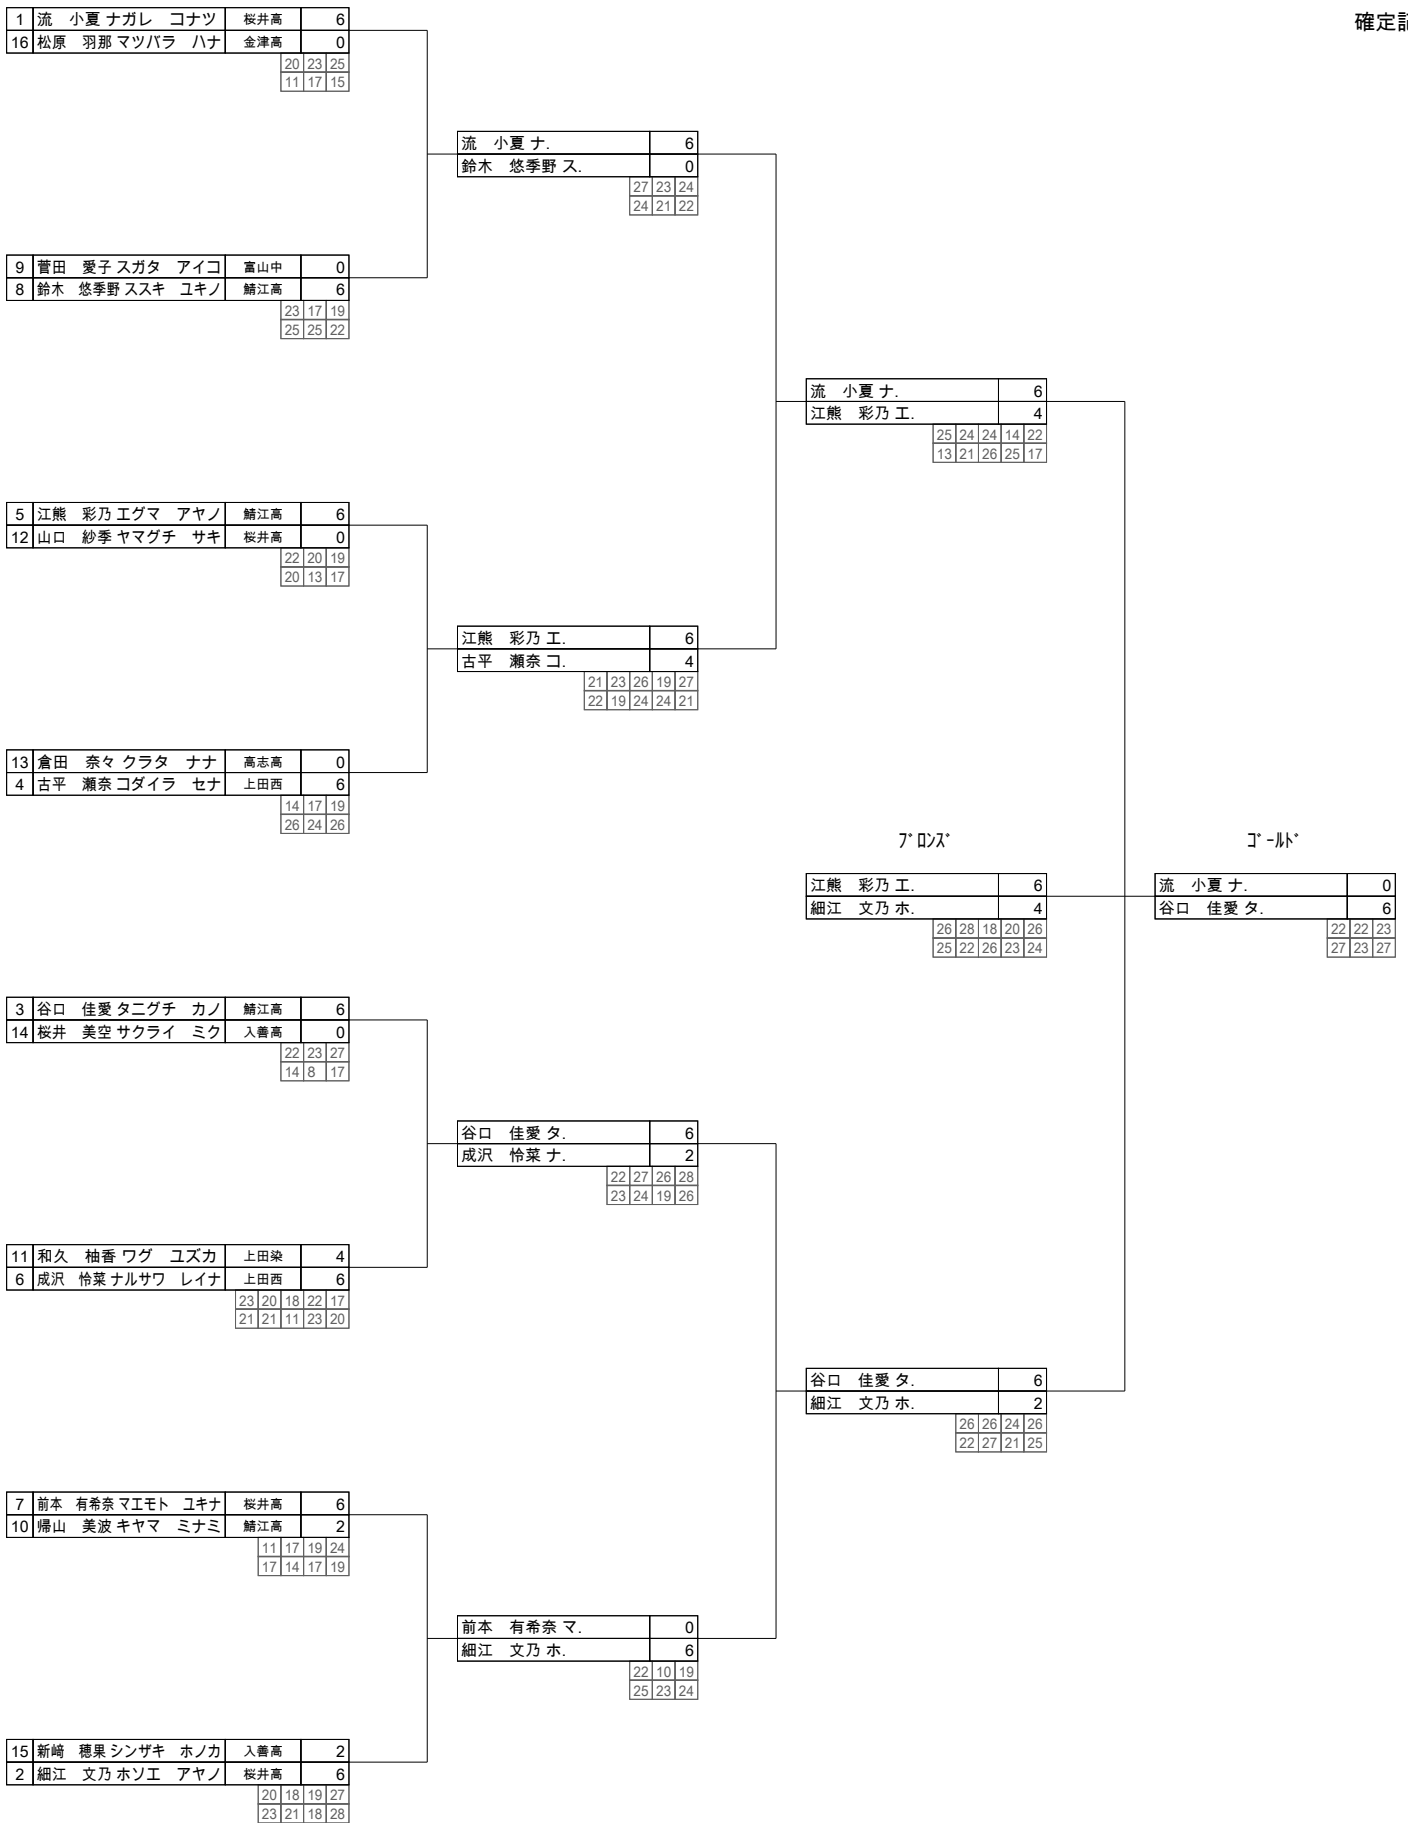 確定記
1 流　小夏 ナガレ　コナツ 桜井高 6
16 松原　羽那 マツバラ　ハナ 金津高 0
20 23 25
11 17 15
流　小夏 ナ. 6
鈴木　悠季野 ス. 0
27 23 24
24 21 22
9 菅田　愛子 スガタ　アイコ 富山中 0
8 鈴木　悠季野 ススキ　ユキノ 鯖江高 6
23 17 19
25 25 22
流　小夏 ナ. 6
江熊　彩乃 エ. 4
25 24 24 14 22
13 21 26 25 17
5 江熊　彩乃 エグマ　アヤノ 鯖江高 6
12 山口　紗季 ヤマグチ　サキ 桜井高 0
22 20 19
20 13 17
江熊　彩乃 エ. 6
古平　瀬奈 コ. 4
21 23 26 19 27
22 19 24 24 21
13 倉田　奈々 クラタ　ナナ 高志高 0
4 古平　瀬奈 コダイラ　セナ 上田西 6
14 17 19
26 24 26
ﾌﾞﾛﾝｽﾞ
ｺﾞｰﾙﾄﾞ
江熊　彩乃 エ. 6
細江　文乃 ホ. 4
26 28 18 20 26
25 22 26 23 24
流　小夏 ナ. 0
谷口　佳愛 タ. 6
22 22 23
27 23 27
3 谷口　佳愛 タニグチ　カノ 鯖江高 6
14 桜井　美空 サクライ　ミク 入善高 0
22 23 27
14 8 17
谷口　佳愛 タ. 6
成沢　怜菜 ナ. 2
22 27 26 28
23 24 19 26
11 和久　柚香 ワグ　ユズカ 上田染 4
6 成沢　怜菜 ナルサワ　レイナ 上田西 6
23 20 18 22 17
21 21 11 23 20
谷口　佳愛 タ. 6
細江　文乃 ホ. 2
26 26 24 26
22 27 21 25
7 前本　有希奈 マエモト　ユキナ 桜井高 6
10 帰山　美波 キヤマ　ミナミ 鯖江高 2
11 17 19 24
17 14 17 19
前本　有希奈 マ. 0
細江　文乃 ホ. 6
22 10 19
25 23 24
15 新﨑　穂果 シンザキ　ホノカ 入善高 2
2 細江　文乃 ホソエ　アヤノ 桜井高 6
20 18 19 27
23 21 18 28